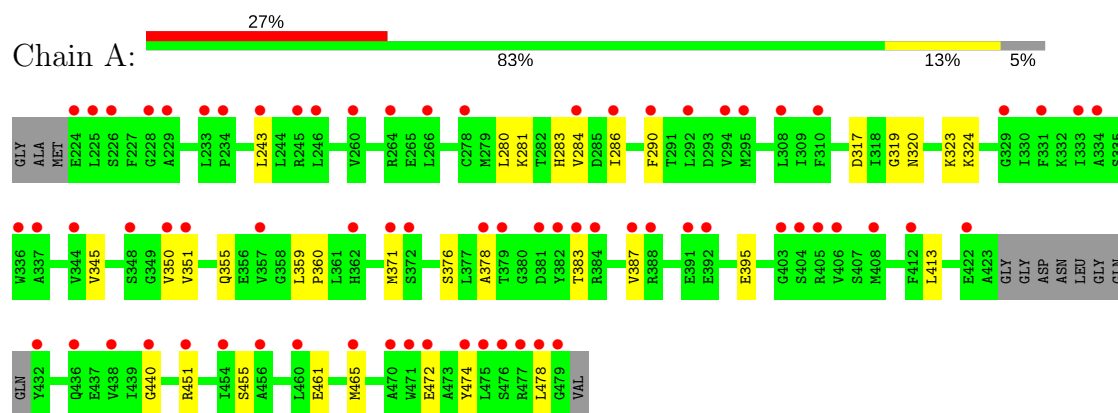 27%
Chain A:
83% 13% 5%
GLY ALA MET E224 L225 S226 F227 G228 A229 L233 P234 L243 L244 R245 L246 V260 R264 E265 L266 C278 M279 L280 K281 T282 H283 V284 D285 I286 F290 T291 L292 D293 V294 M295 L308 I309 F310 D317 I318 G319 N320 K323 K324 G329 I330 F331 K332 I333 A334 S335
W336 A337 V344 V345 S348 G349 V350 V351 Q355 E356 V357 G358 L359 P360 L361 H362 M371 S372 S376 L377 A378 T379 G380 D381 Y382 T383 R384 V387 R388 E391 E392 E395 G403 S404 R405 V406 S407 M408 F412 L413 E422 A423 GLY GLY ASP ASN LEU GLY GLN
GLN Y432 Q436 E437 V438 I439 G440 R451 I454 S455 A456 L460 E461 M465 A470 W471 E472 A473 Y474 L475 S476 R477 L478 G479 VAL